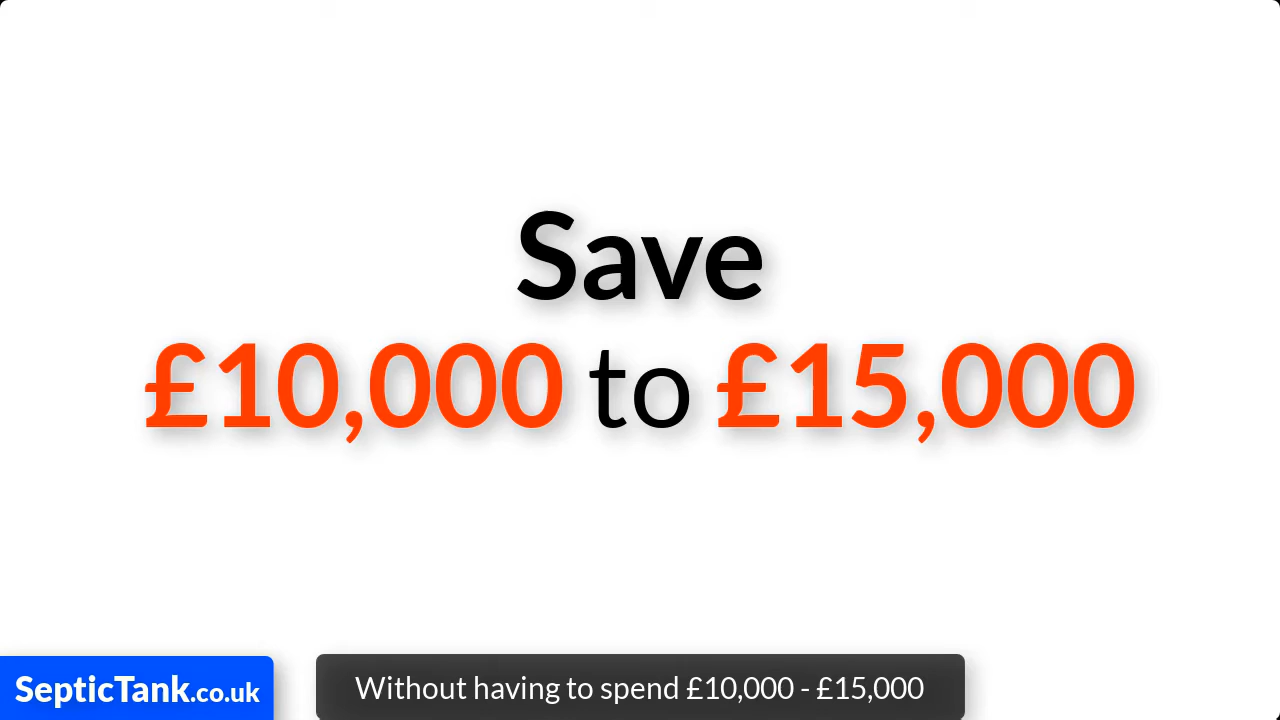 Save
£10,000 to £15,000
SepticTank.co.uk
Without having to spend £10,000 - £15,000